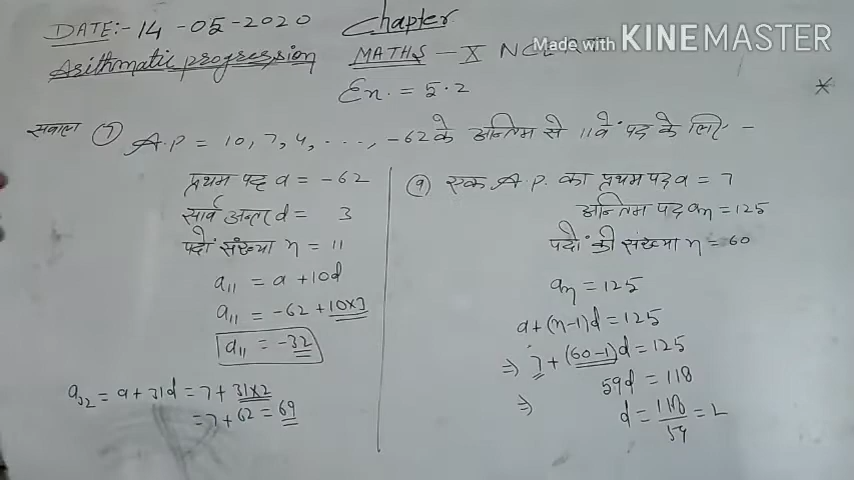 DATE:- 14-05-2020 Chapter
Made with KINEMASTER
Arithmatic progression MATHS - X
Ex. = 5.2
सवाल (7) A.P = 10, 7, 4, ....., -62 के अन्तिम से 11वें पद के लिए -
प्रथम पद a = -62
सार्व अन्तर d = 3
पदों संख्या n = 11
a11 = a + 10d
a11 = -62 + 10×3
a11 = -32
(9) एक A.P. का प्रथम पद a = 7
अन्तिम पद an = 125
पदों की संख्या n = 60
an = 125
a + (n-1)d = 125
⇒ 7 + (60-1)d = 125
59d = 118
⇒ d = 118/59 = 2
a32 = a + 31d = 7 + 31×2
= 7 + 62 = 69